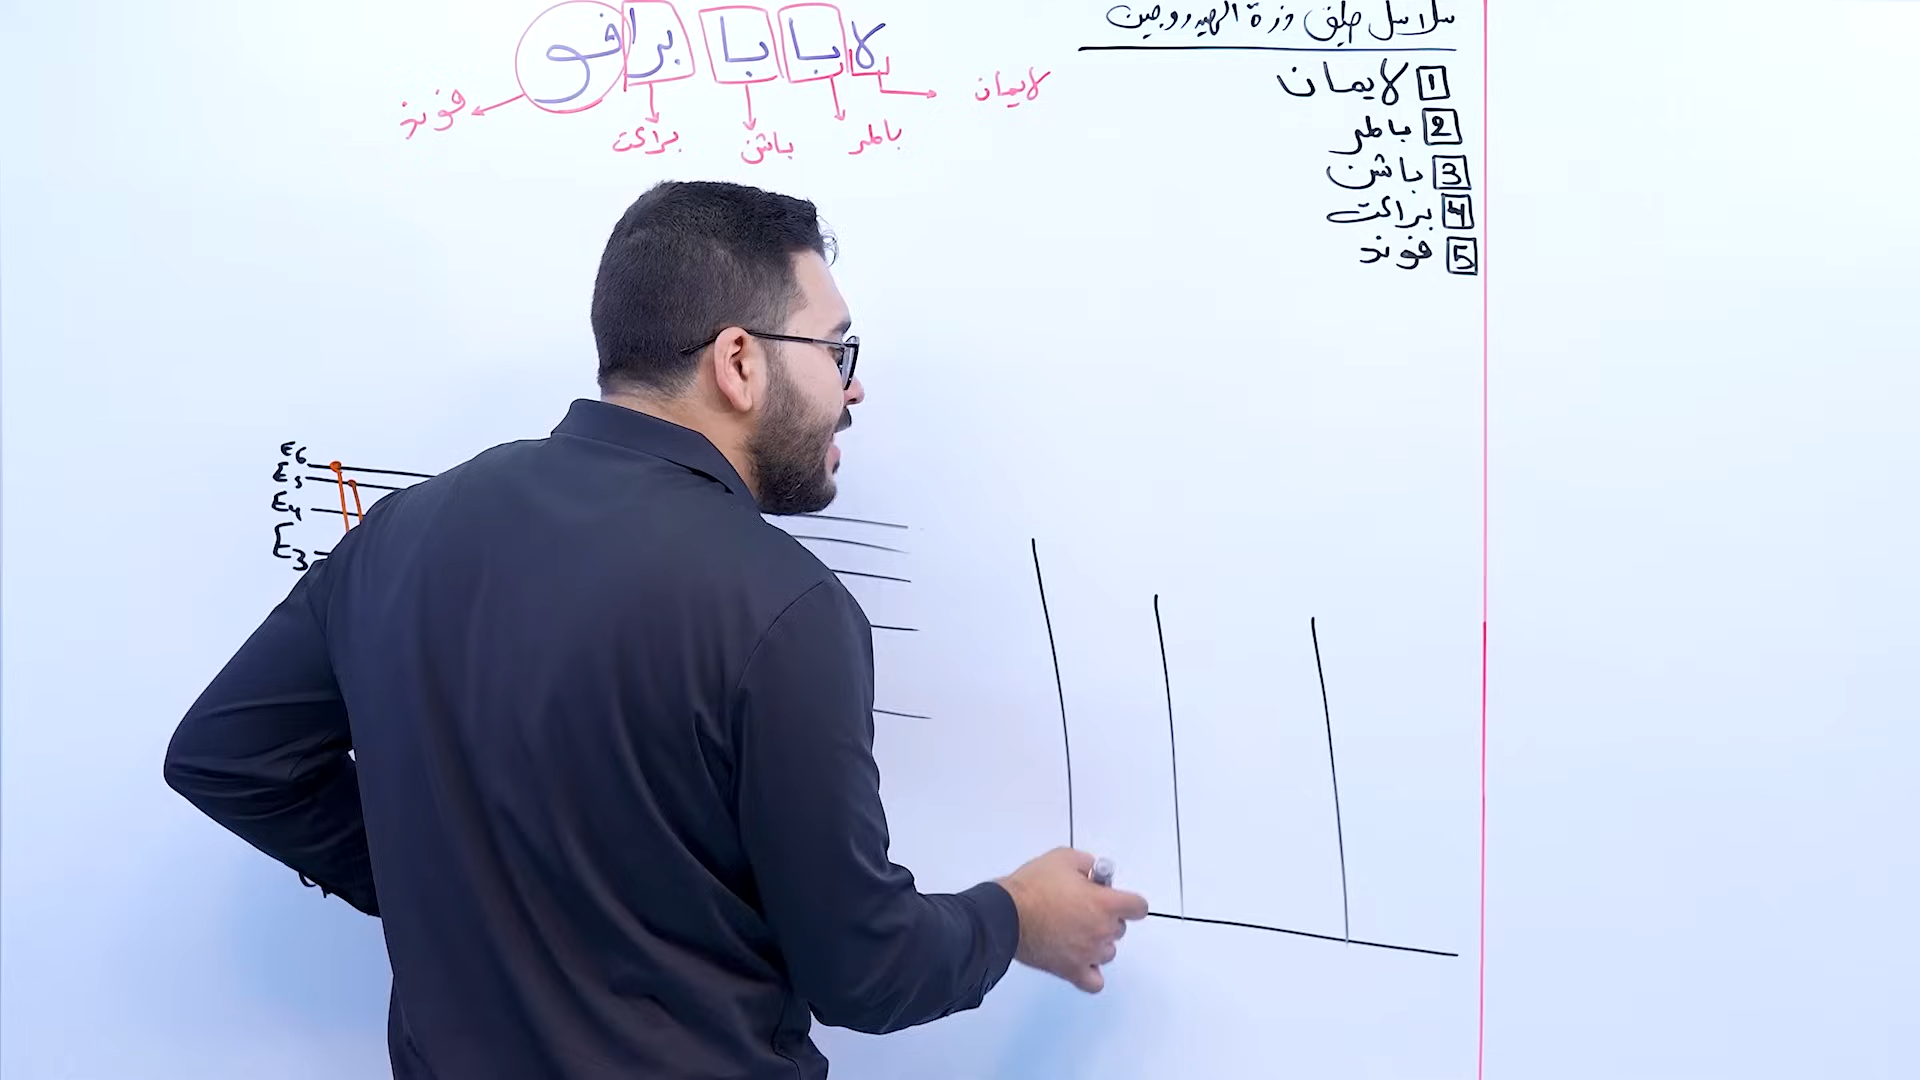 سلاسل طيف ذرة الهيدروجين
1 لايمان
2 بالمر
3 باشن
4 براكت
5 فوند
لا با با برا فو
لايمان
بالمر
باشن
براكت
فوند
E6
E5
E4
E3